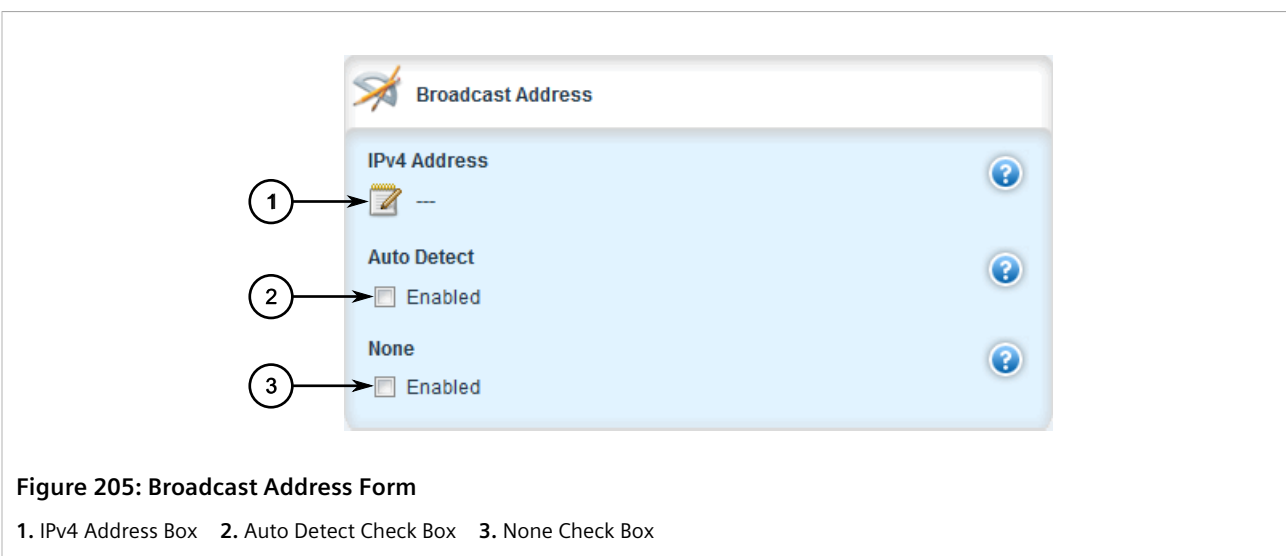 Broadcast Address
IPv4 Address
1
---
Auto Detect
2
Enabled
None
3
Enabled
Figure 205: Broadcast Address Form
1. IPv4 Address Box 2. Auto Detect Check Box 3. None Check Box